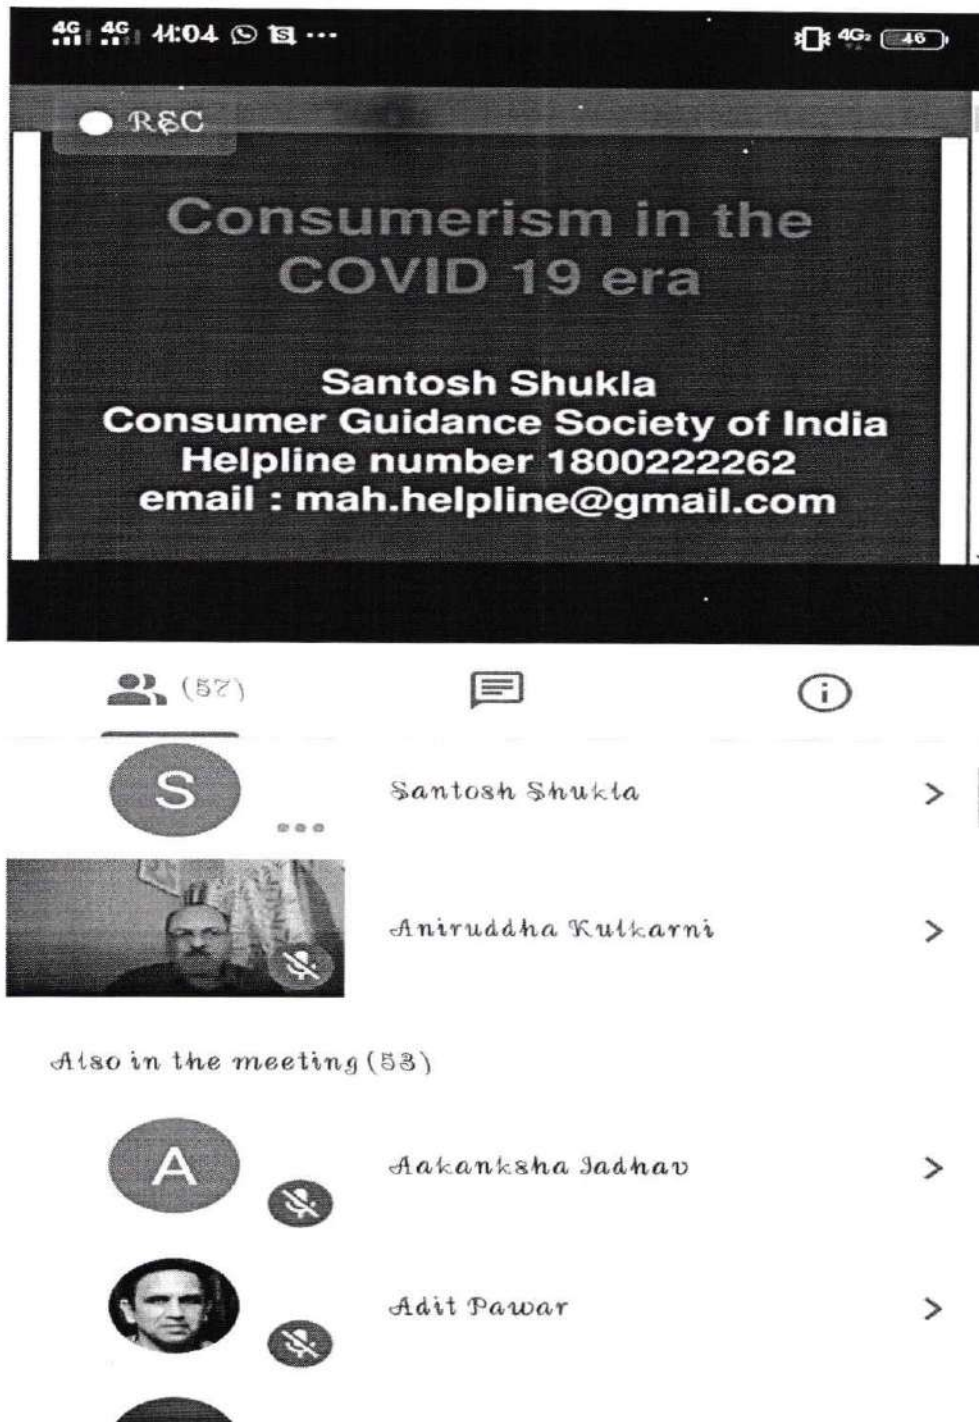 4G 4G 11:04 ... 4G2 46
REC
Consumerism in the
COVID 19 era
Santosh Shukla
Consumer Guidance Society of India
Helpline number 1800222262
email : mah.helpline@gmail.com
(57)
S Santosh Shukla
Aniruddha Kulkarni
Also in the meeting (53)
A Aakanksha Jadhav
Adit Pawar